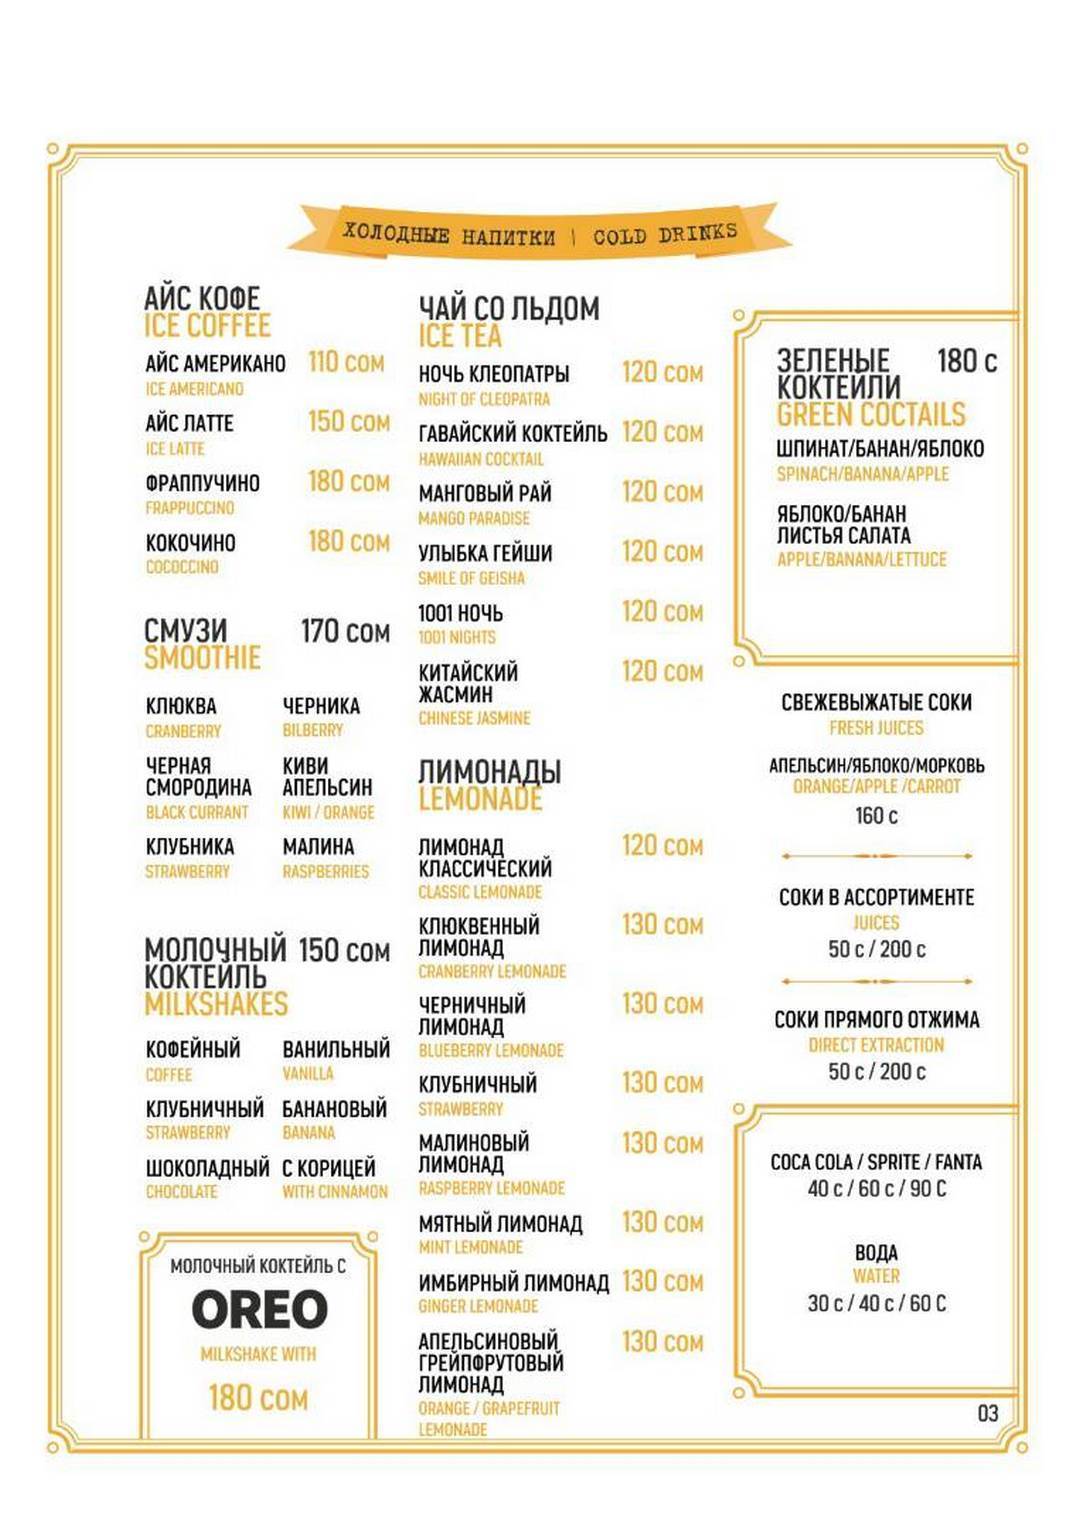 ХОЛОДНЫЕ НАПИТКИ | COLD DRINKS
АЙС КОФЕ
ICE COFFEE
АЙС АМЕРИКАНО 110 сом
ICE AMERICANO
АЙС ЛАТТЕ 150 сом
ICE LATTE
ФРАППУЧИНО 180 сом
FRAPPUCCINO
КОКОЧИНО 180 сом
COCOCCINO
СМУЗИ 170 сом
SMOOTHIE
КЛЮКВА ЧЕРНИКА
CRANBERRY BILBERRY
ЧЕРНАЯ КИВИ
СМОРОДИНА АПЕЛЬСИН
BLACK CURRANT KIWI / ORANGE
КЛУБНИКА МАЛИНА
STRAWBERRY RASPBERRIES
МОЛОЧНЫЙ 150 сом
КОКТЕЙЛЬ
MILKSHAKES
КОФЕЙНЫЙ ВАНИЛЬНЫЙ
COFFEE VANILLA
КЛУБНИЧНЫЙ БАНАНОВЫЙ
STRAWBERRY BANANA
ШОКОЛАДНЫЙ С КОРИЦЕЙ
CHOCOLATE WITH CINNAMON
МОЛОЧНЫЙ КОКТЕЙЛЬ С
OREO
MILKSHAKE WITH
180 сом
ЧАЙ СО ЛЬДОМ
ICE TEA
НОЧЬ КЛЕОПАТРЫ 120 сом
NIGHT OF CLEOPATRA
ГАВАЙСКИЙ КОКТЕЙЛЬ 120 сом
HAWAIIAN COCKTAIL
МАНГОВЫЙ РАЙ 120 сом
MANGO PARADISE
УЛЫБКА ГЕЙШИ 120 сом
SMILE OF GEISHA
1001 НОЧЬ 120 сом
1001 NIGHTS
КИТАЙСКИЙ 120 сом
ЖАСМИН
CHINESE JASMINE
ЛИМОНАДЫ
LEMONADE
ЛИМОНАД 120 сом
КЛАССИЧЕСКИЙ
CLASSIC LEMONADE
КЛЮКВЕННЫЙ 130 сом
ЛИМОНАД
CRANBERRY LEMONADE
ЧЕРНИЧНЫЙ 130 сом
ЛИМОНАД
BLUEBERRY LEMONADE
КЛУБНИЧНЫЙ 130 сом
STRAWBERRY
МАЛИНОВЫЙ 130 сом
ЛИМОНАД
RASPBERRY LEMONADE
МЯТНЫЙ ЛИМОНАД 130 сом
MINT LEMONADE
ИМБИРНЫЙ ЛИМОНАД 130 сом
GINGER LEMONADE
АПЕЛЬСИНОВЫЙ 130 сом
ГРЕЙПФРУТОВЫЙ
ЛИМОНАД
ORANGE / GRAPEFRUIT
LEMONADE
ЗЕЛЕНЫЕ 180 с
КОКТЕЙЛИ
GREEN COCTAILS
ШПИНАТ/БАНАН/ЯБЛОКО
SPINACH/BANANA/APPLE
ЯБЛОКО/БАНАН
ЛИСТЬЯ САЛАТА
APPLE/BANANA/LETTUCE
СВЕЖЕВЫЖАТЫЕ СОКИ
FRESH JUICES
АПЕЛЬСИН/ЯБЛОКО/МОРКОВЬ
ORANGE/APPLE /CARROT
160 с
СОКИ В АССОРТИМЕНТЕ
JUICES
50 с / 200 с
СОКИ ПРЯМОГО ОТЖИМА
DIRECT EXTRACTION
50 с / 200 с
COCA COLA / SPRITE / FANTA
40 с / 60 с / 90 С
ВОДА
WATER
30 с / 40 с / 60 С
03